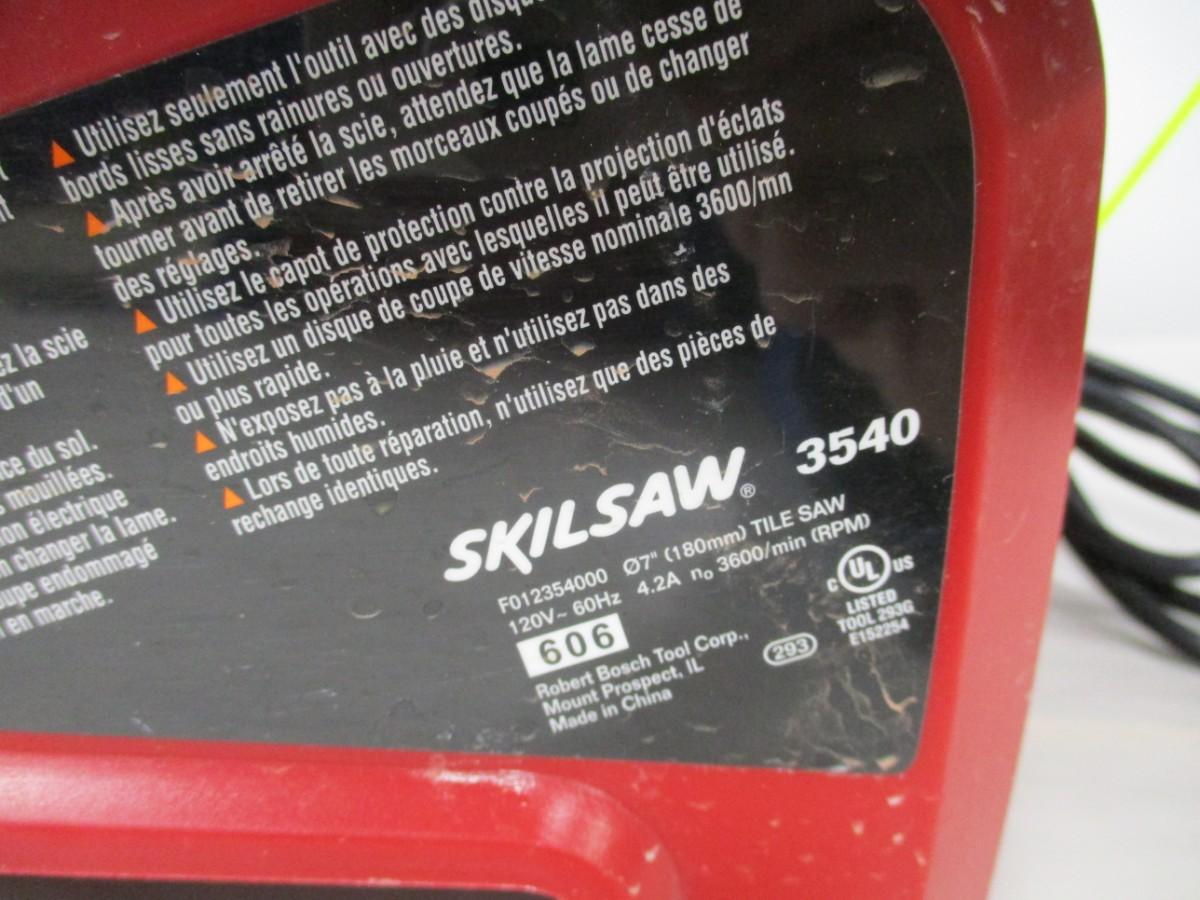 Utilisez seulement l'outil avec des
bords lisses sans rainures ou ouvertures.
Après avoir arrêté la scie, attendez que la lame cesse de
tourner avant de retirer les morceaux coupés ou de changer
des réglages.
Utilisez le capot de protection contre la projection d'éclats
pour toutes les opérations avec lesquelles il peut être utilisé.
Utilisez un disque de coupe de vitesse nominale 3600/mn
ou plus rapide.
N'exposez pas à la pluie et n'utilisez pas dans des
endroits humides.
Lors de toute réparation, n'utilisez que des pièces de
rechange identiques.
la scie
d'un
du sol.
mouillées.
électrique
changer la lame.
endommagé
en marche.
SKILSAW® 3540
F012354000 Ø7" (180mm) TILE SAW
120V~ 60Hz 4.2A n₀ 3600/min (RPM)
606
Robert Bosch Tool Corp.,
Mount Prospect, IL
Made in China
293
C UL US
LISTED
TOOL 293G
E152254